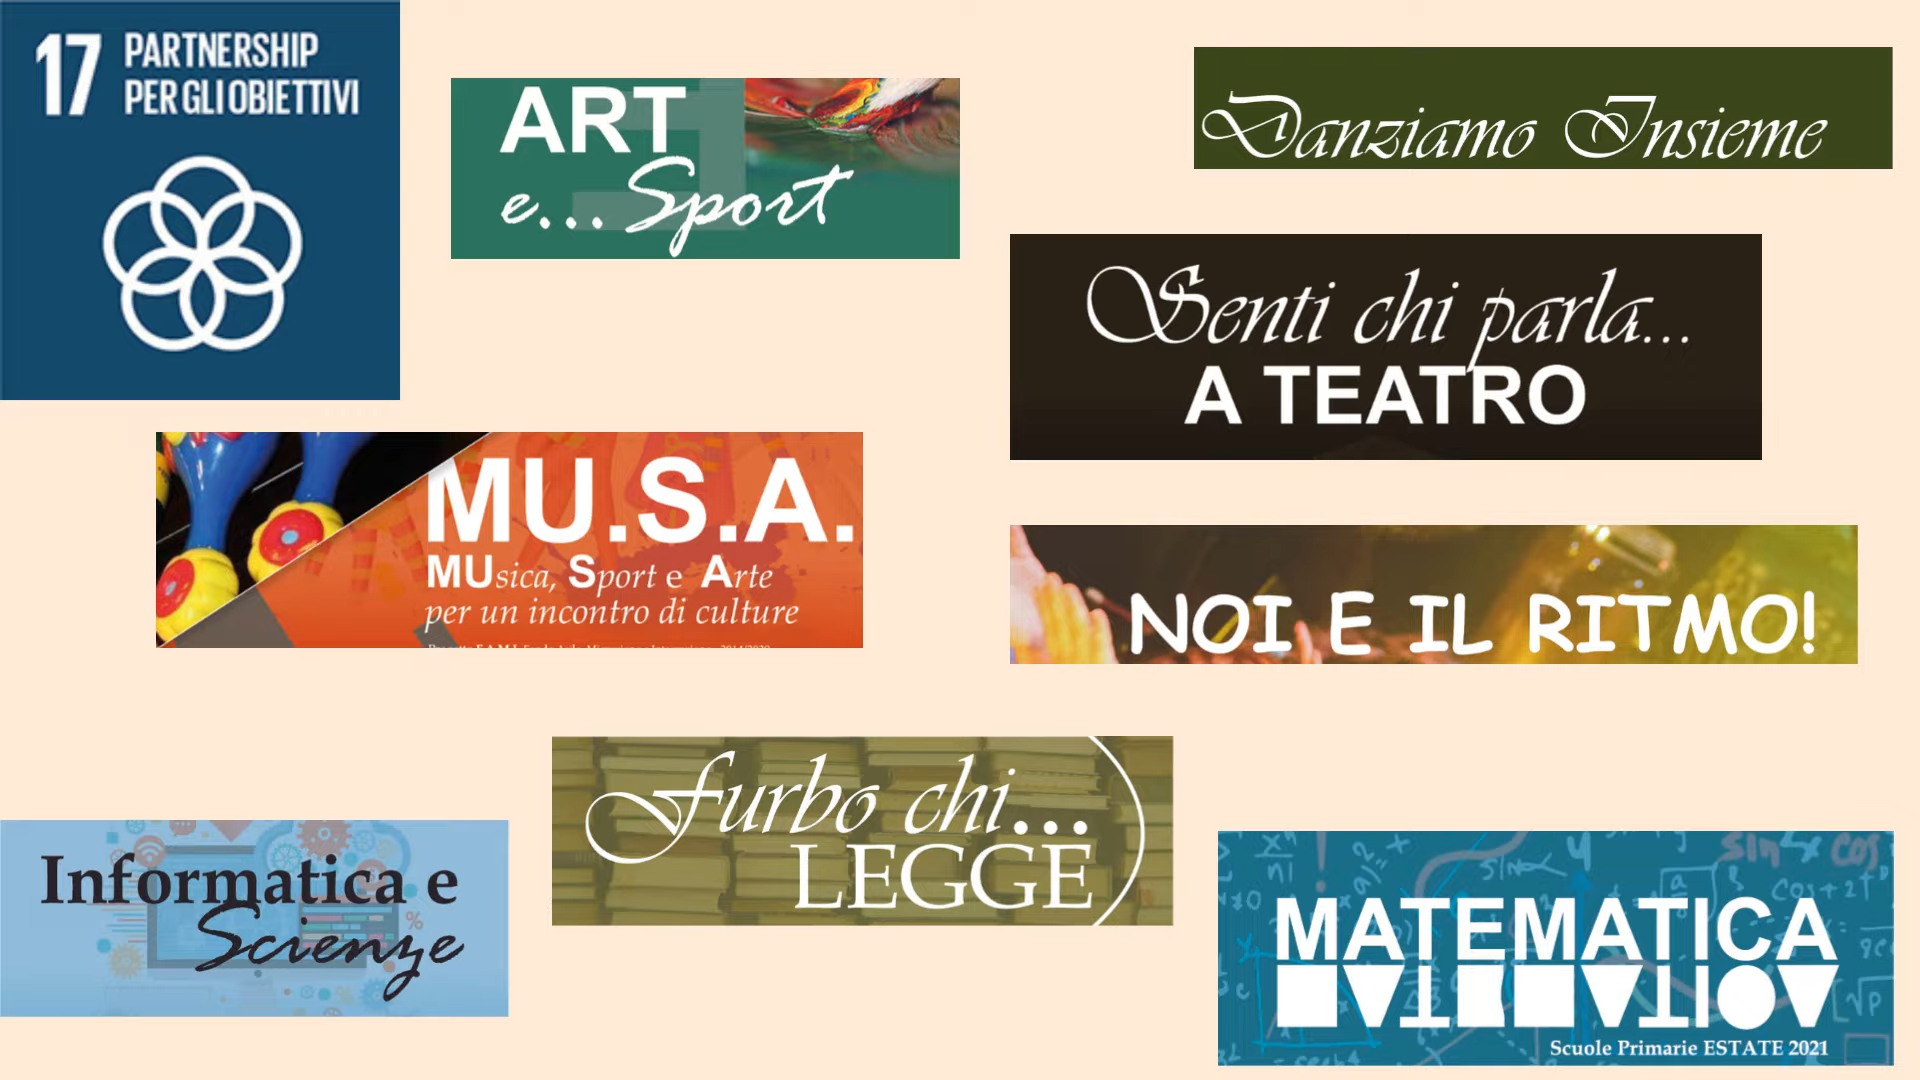 17 PARTNERSHIP
PER GLI OBIETTIVI
ART
e... Sport
Danziamo Insieme
Senti chi parla...
A TEATRO
MU.S.A.
MUsica, Sport e Arte
per un incontro di culture
NOI E IL RITMO!
furbo chi...
LEGGE
Informatica e
Scienze
MATEMATICA
Scuole Primarie ESTATE 2021